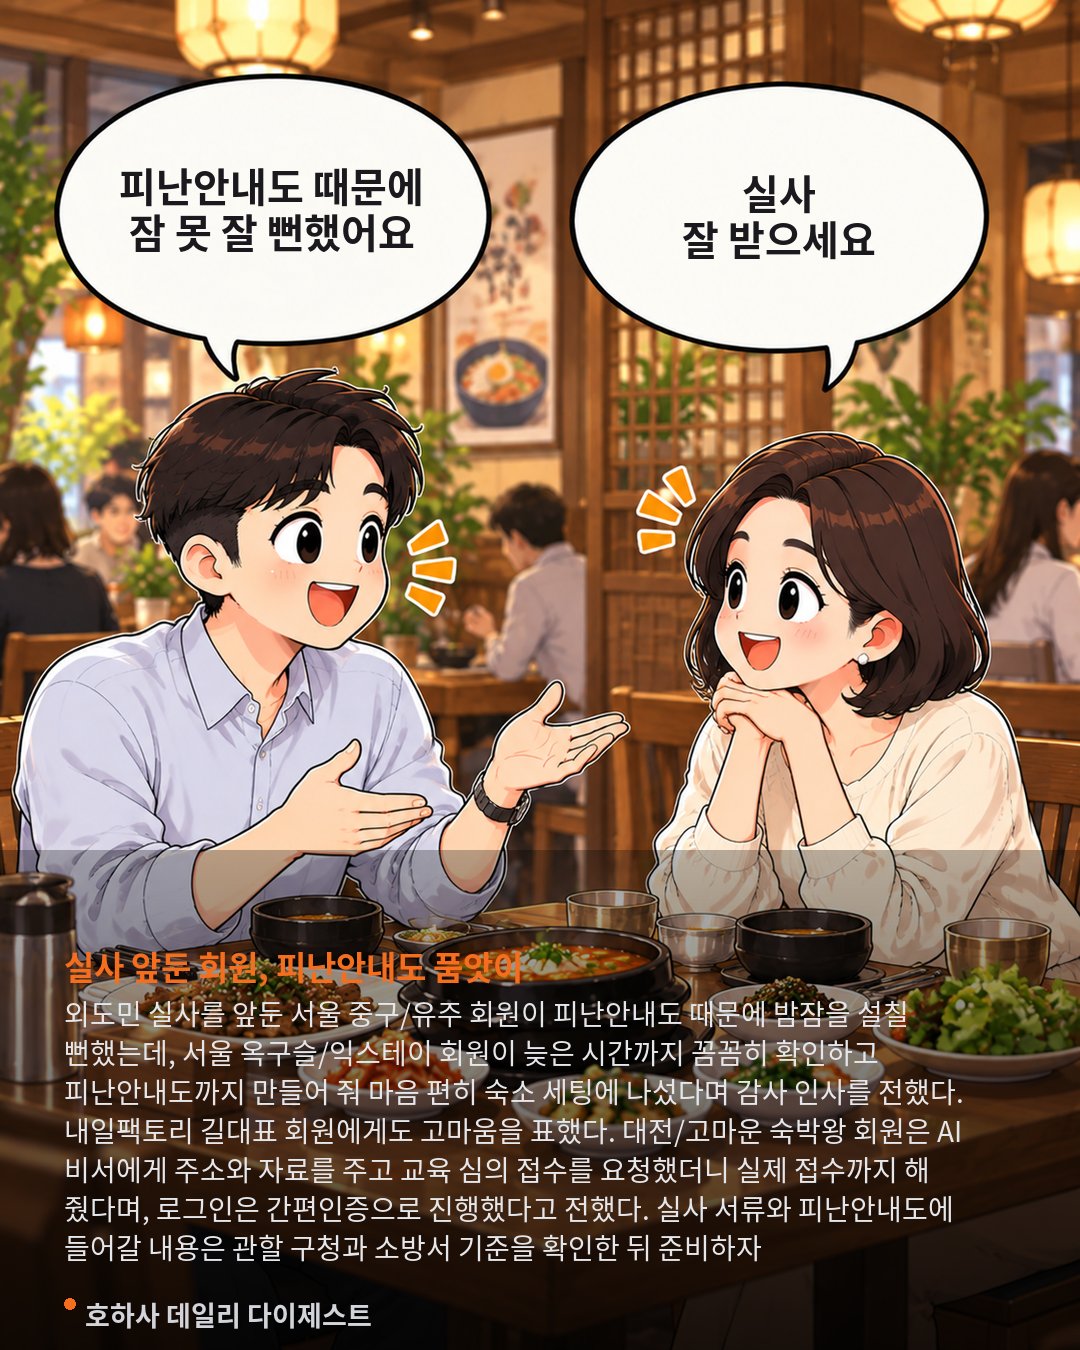 피난안내도 때문에
잠 못 잘 뻔했어요
실사
잘 받으세요
실사 앞둔 회원, 피난안내도 품앗이
외도민 실사를 앞둔 서울 중구/유주 회원이 피난안내도 때문에 밤잠을 설칠
뻔했는데, 서울 옥구슬/익스테이 회원이 늦은 시간까지 꼼꼼히 확인하고
피난안내도까지 만들어 줘 마음 편히 숙소 세팅에 나섰다며 감사 인사를 전했다.
내일팩토리 길대표 회원에게도 고마움을 표했다. 대전/고마운 숙박왕 회원은 AI
비서에게 주소와 자료를 주고 교육 심의 접수를 요청했더니 실제 접수까지 해
줬다며, 로그인은 간편인증으로 진행했다고 전했다. 실사 서류와 피난안내도에
들어갈 내용은 관할 구청과 소방서 기준을 확인한 뒤 준비하자
호하사 데일리 다이제스트